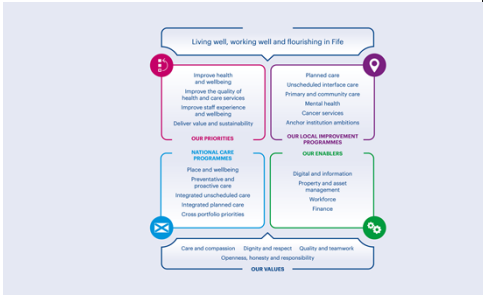 Living well, working well and flourishing in Fife
Improve health
and wellbeing
Improve the quality of
health and care services
Improve staff experience
and wellbeing
Deliver value and sustainability
OUR PRIORITIES
Planned care
Unscheduled interface care
Primary and community care
Mental health
Cancer services
Anchor institution ambitions
OUR LOCAL IMPROVEMENT
PROGRAMMES
NATIONAL CARE
PROGRAMMES
Place and wellbeing
Preventative and
proactive care
Integrated unscheduled care
Integrated planned care
Cross portfolio priorities
OUR ENABLERS
Digital and information
Property and asset
management
Workforce
Finance
Care and compassion Dignity and respect Quality and teamwork
Openness, honesty and responsibility
OUR VALUES